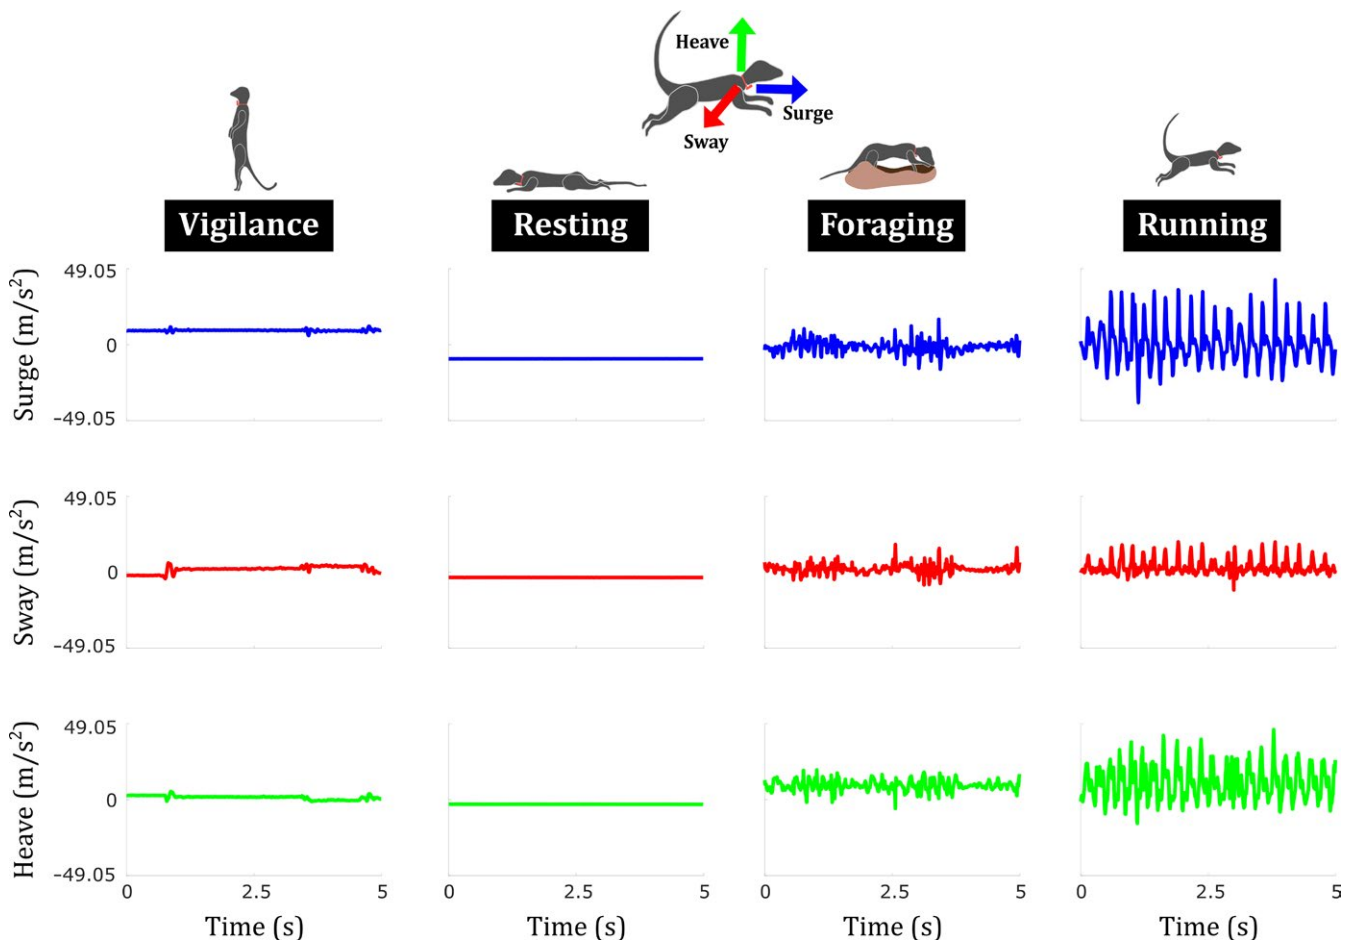 Heave
Surge
Sway
Vigilance
Resting
Foraging
Running
Surge (m/s²)
49.05
0
−49.05
Sway (m/s²)
49.05
0
−49.05
Heave (m/s²)
49.05
0
−49.05
0 2.5 5
0 2.5 5
0 2.5 5
0 2.5 5
Time (s)
Time (s)
Time (s)
Time (s)